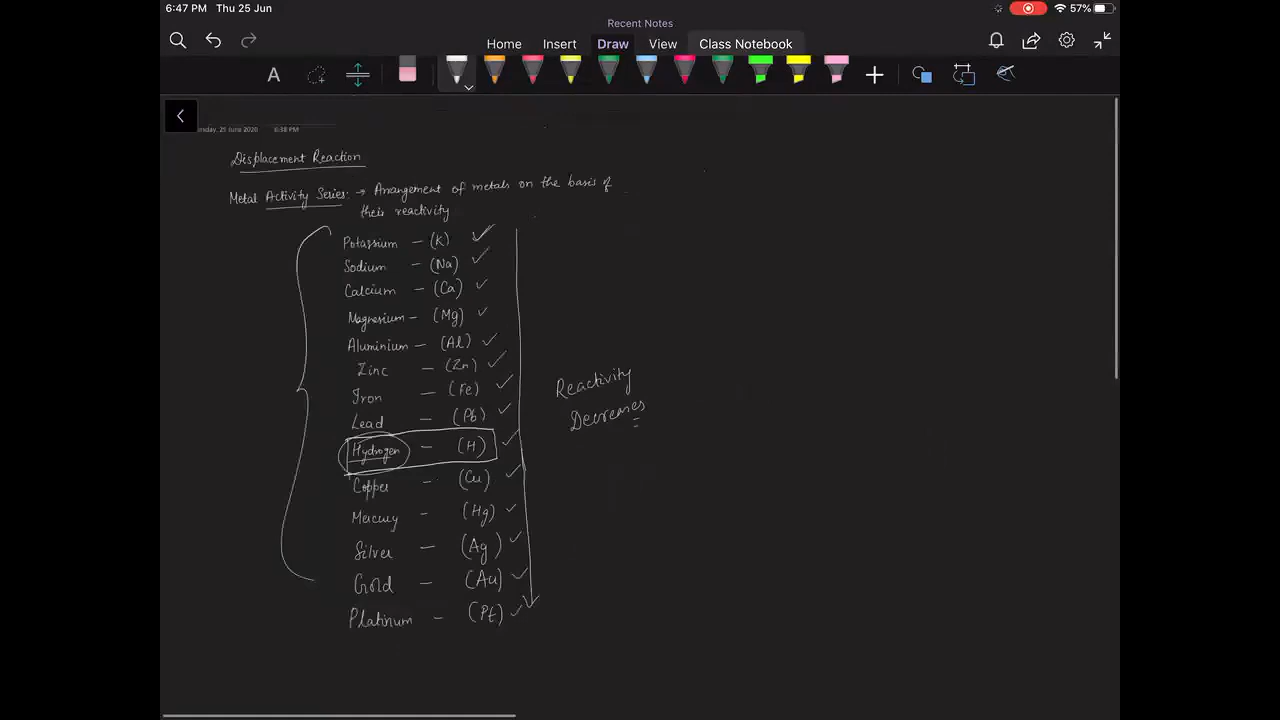 6:47 PM Thu 25 Jun
57%
Recent Notes
Home Insert Draw View Class Notebook
A
sday, 25 June 2020 6:38 PM
Displacement Reaction
Metal Activity Series: → Arrangement of metals on the basis of
their reactivity
Potassium - (K) ✓
Sodium - (Na) ✓
Calcium - (Ca) ✓
Magnesium - (Mg) ✓
Aluminium - (Al) ✓
Zinc - (Zn) ✓
Iron - (Fe) ✓
Lead - (Pb) ✓
Hydrogen - (H) ✓
Copper - (Cu) ✓
Mercury - (Hg) ✓
Silver - (Ag) ✓
Gold - (Au) ✓
Platinum - (Pt) ✓
Reactivity
Decreases